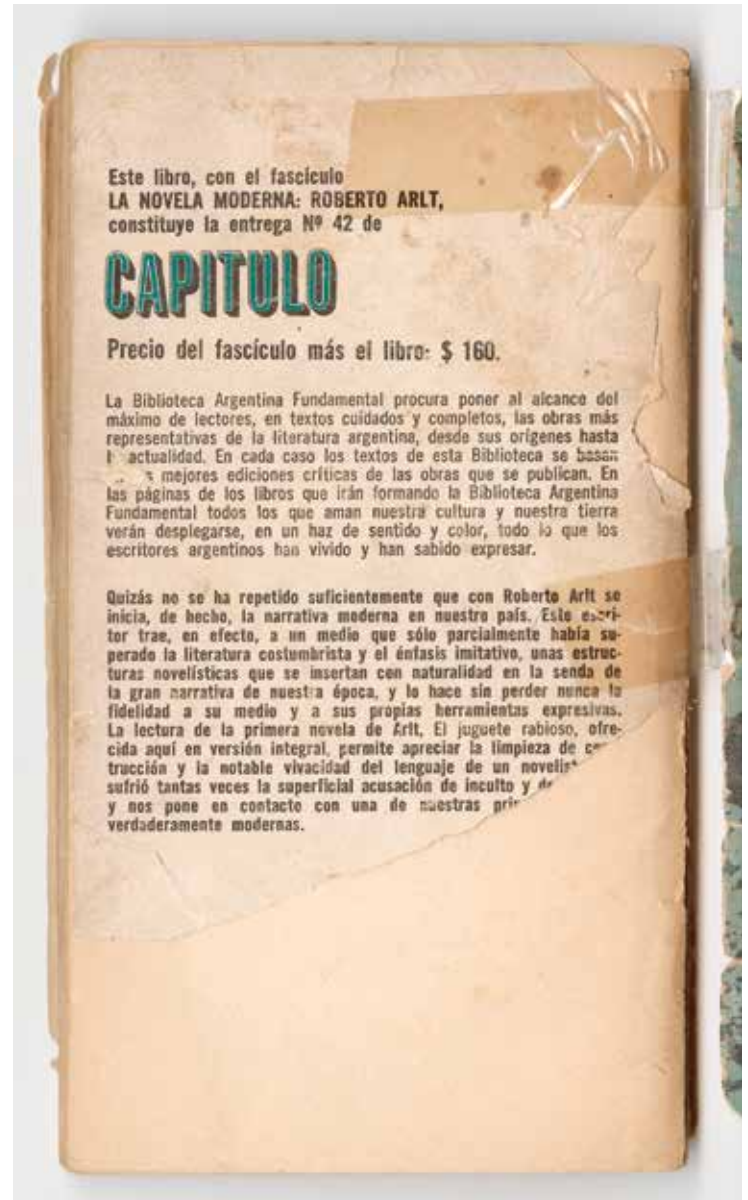 Este libro, con el fascículo
LA NOVELA MODERNA: ROBERTO ARLT,
constituye la entrega Nº 42 de
CAPITULO
Precio del fascículo más el libro: $ 160.
La Biblioteca Argentina Fundamental procura poner al alcance del
máximo de lectores, en textos cuidados y completos, las obras más
representativas de la literatura argentina, desde sus orígenes hasta
actualidad. En cada caso los textos de esta Biblioteca se basan
mejores ediciones críticas de las obras que se publican. En
las páginas de los libros que irán formando la Biblioteca Argentina
Fundamental todos los que aman nuestra cultura y nuestra tierra
verán desplegarse, en un haz de sentido y color, todo lo que los
escritores argentinos han vivido y han sabido expresar.
Quizás no se ha repetido suficientemente que con Roberto Arlt se
inicia, de hecho, la narrativa moderna en nuestro país. Este escri-
tor trae, en efecto, a un medio que sólo parcialmente había su-
perado la literatura costumbrista y el énfasis imitativo, unas estruc-
turas novelísticas que se insertan con naturalidad en la senda de
la gran narrativa de nuestra época, y lo hace sin perder nunca la
fidelidad a su medio y a sus propias herramientas expresivas.
La lectura de la primera novela de Arlt, El juguete rabioso, ofre-
cida aquí en versión integral, permite apreciar la limpieza de
trucción y la notable vivacidad del lenguaje de un
sufrió tantas veces la superficial acusación de inculto y
y nos pone en contacto con una de nuestras
verdaderamente modernas.